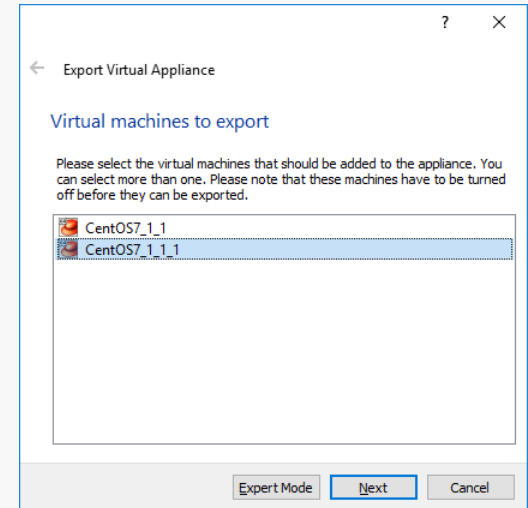 ?
Export Virtual Appliance
Virtual machines to export
Please select the virtual machines that should be added to the appliance. You
can select more than one. Please note that these machines have to be turned
off before they can be exported.
CentOS7_1_1
CentOS7_1_1_1
Expert Mode
Next
Cancel